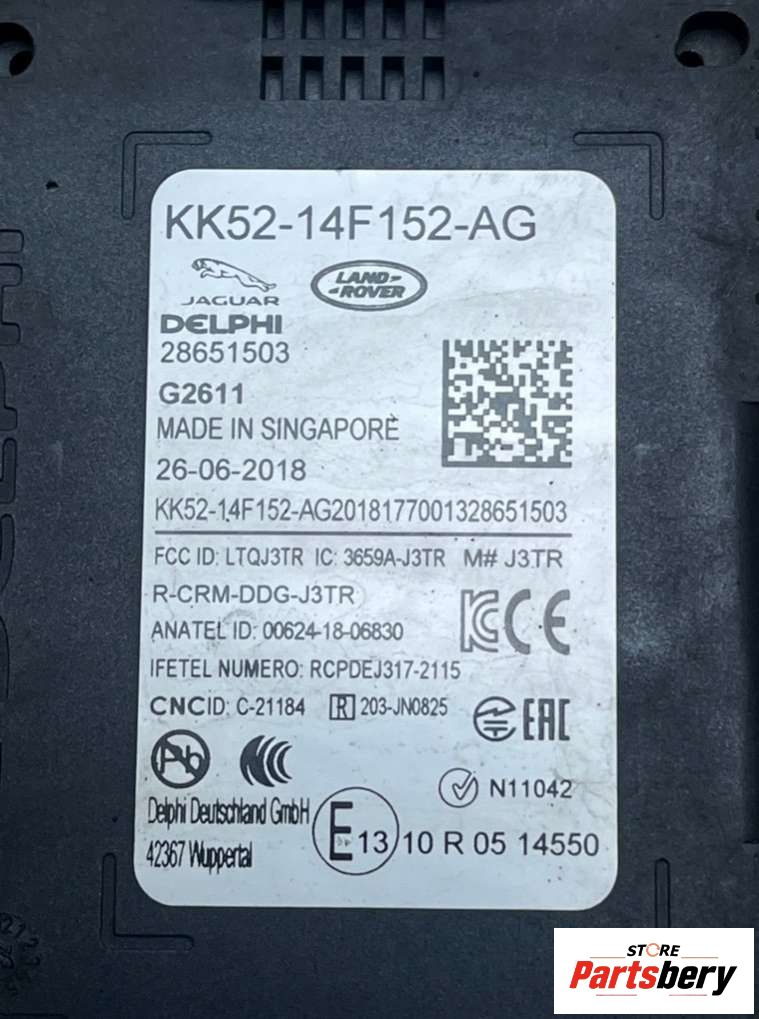 KK52-14F152-AG
JAGUAR
LAND-
-ROVER
DELPHI
28651503
G2611
MADE IN SINGAPORE
26-06-2018
KK52-14F152-AG2018177001328651503
FCC ID: LTQJ3TR IC: 3659A-J3TR M# J3TR
R-CRM-DDG-J3TR
ANATEL ID: 00624-18-06830
IFETEL NUMERO: RCPDEJ317-2115
CNCID: C-21184 R 203-JN0825
EAC
Pb
N11042
Delphi Deutschland GmbH
42367 Wuppertal
E 13 10 R 05 14550
STORE
Partsbery